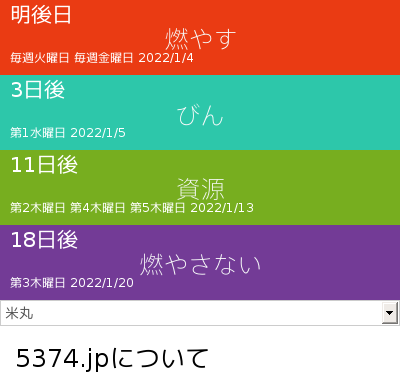 明後日
燃やす
毎週火曜日 毎週金曜日 2022/1/4
3日後
びん
第1水曜日 2022/1/5
11日後
資源
第2木曜日 第4木曜日 第5木曜日 2022/1/13
18日後
燃やさない
第3木曜日 2022/1/20
米丸
5374.jpについて